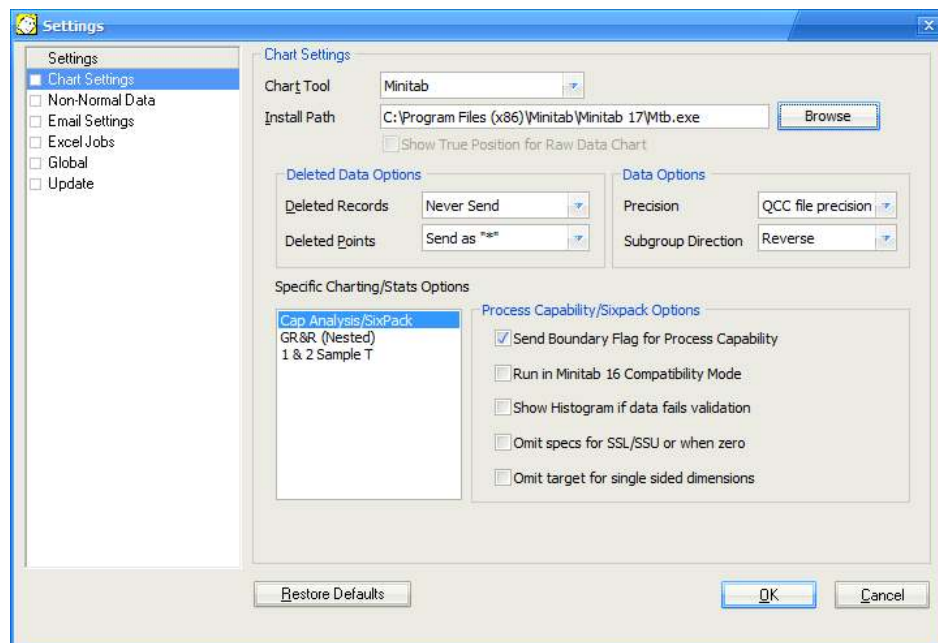 Settings
Settings
Chart Settings
Non-Normal Data
Email Settings
Excel Jobs
Global
Update
Chart Settings
Chart Tool Minitab
Install Path C:\Program Files (x86)\Minitab\Minitab 17\Mtb.exe Browse
Show True Position for Raw Data Chart
Deleted Data Options
Deleted Records Never Send
Deleted Points Send as "*"
Data Options
Precision QCC file precision
Subgroup Direction Reverse
Specific Charting/Stats Options
Cap Analysis/SixPack
GR&R (Nested)
1 & 2 Sample T
Process Capability/Sixpack Options
Send Boundary Flag for Process Capability
Run in Minitab 16 Compatibility Mode
Show Histogram if data fails validation
Omit specs for SSL/SSU or when zero
Omit target for single sided dimensions
Restore Defaults OK Cancel